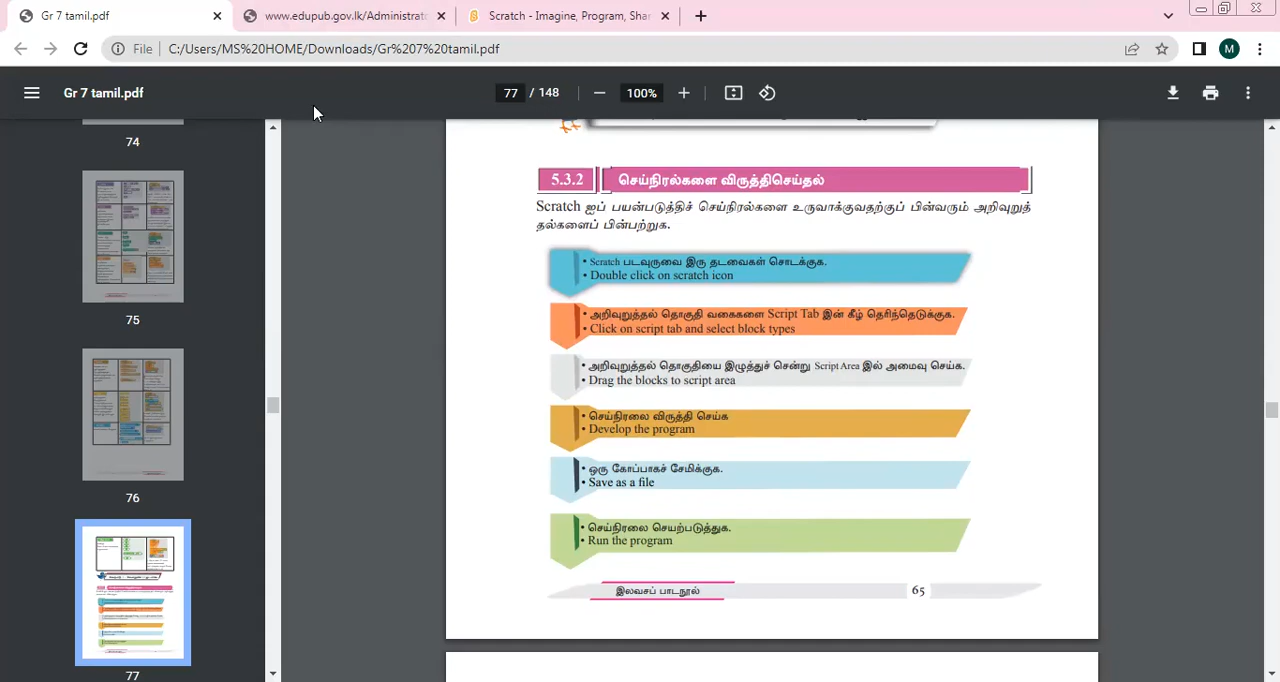 Gr 7 tamil.pdf
www.edupub.gov.lk/Administrat
Scratch - Imagine, Program, Shar
File
C:/Users/MS%20HOME/Downloads/Gr%207%20tamil.pdf
M
Gr 7 tamil.pdf
77 / 148
100%
74
75
76
77
5.3.2 செய்நிரல்களை விருத்திசெய்தல்
Scratch ஐப் பயன்படுத்திச் செய்நிரல்களை உருவாக்குவதற்குப் பின்வரும் அறிவுறுத்
தல்களைப் பின்பற்றுக.
• Scratch படவுருவை இரு தடவைகள் சொடக்குக.
• Double click on scratch icon
• அறிவுறுத்தல் தொகுதி வகைகளை Script Tab இன் கீழ் தெரிந்தெடுக்குக.
• Click on script tab and select block types
• அறிவுறுத்தல் தொகுதியை இழுத்துச் சென்று Script Area இல் அமைவு செய்க.
• Drag the blocks to script area
• செய்நிரலை விருத்தி செய்க
• Develop the program
• ஒரு கோப்பாகச் சேமிக்குக.
• Save as a file
• செய்நிரலை செயற்படுத்துக.
• Run the program
இலவசப் பாடநூல்
65